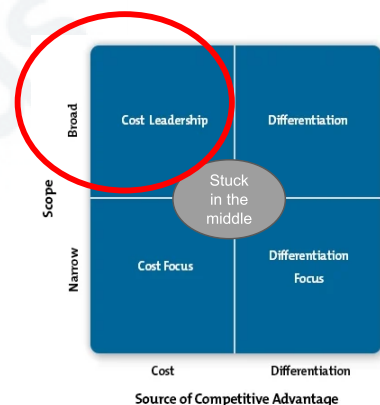 Broad
Cost Leadership
Differentiation
Scope
Stuck
in the
middle
Narrow
Cost Focus
Differentiation
Focus
Cost
Differentiation
Source of Competitive Advantage